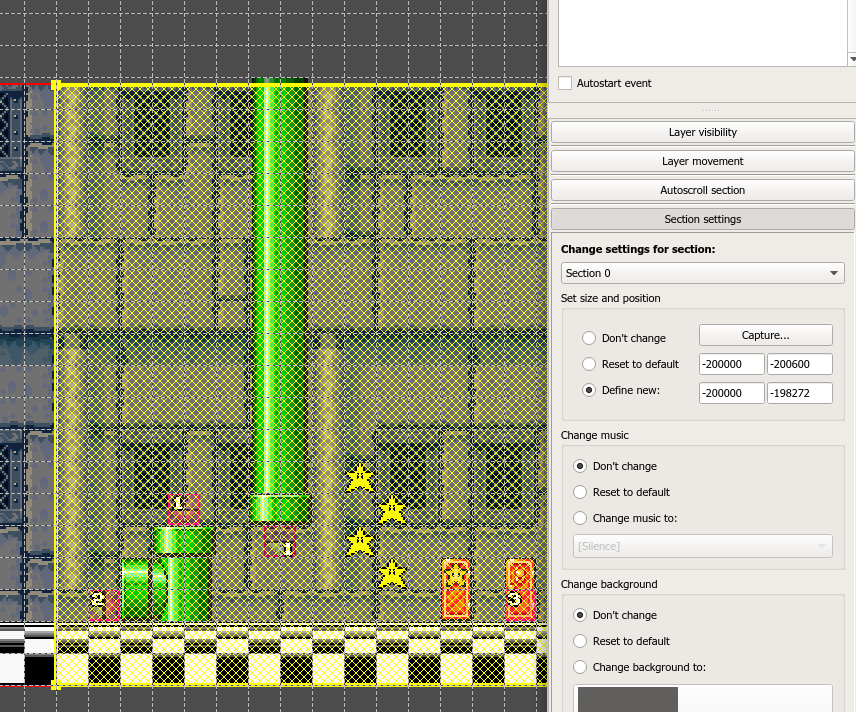 Autostart event
Layer visibility
Layer movement
Autoscroll section
Section settings
Change settings for section:
Section 0
Set size and position
Don't change
Capture...
Reset to default
-200000
-200600
Define new:
-200000
-198272
Change music
Don't change
Reset to default
Change music to:
[Silence]
Change background
Don't change
Reset to default
Change background to:
1
1
2
3